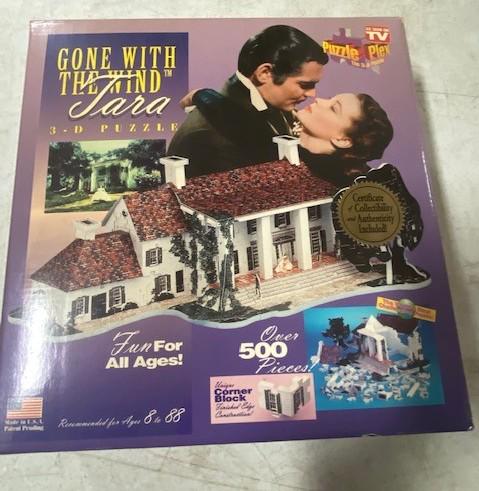 GONE WITH
THE WIND™
Tara
3-D PUZZLE
AS SEEN ON
TV
Puzzle Plex
Certificate
of Collectibility
and Authenticity
Included!
Fun For
All Ages!
Over
500
Pieces!
Unique
Corner
Block
Finished Edge
Construction!
Made in U.S.A.
Patent Pending
Recommended for Ages 8 to 88